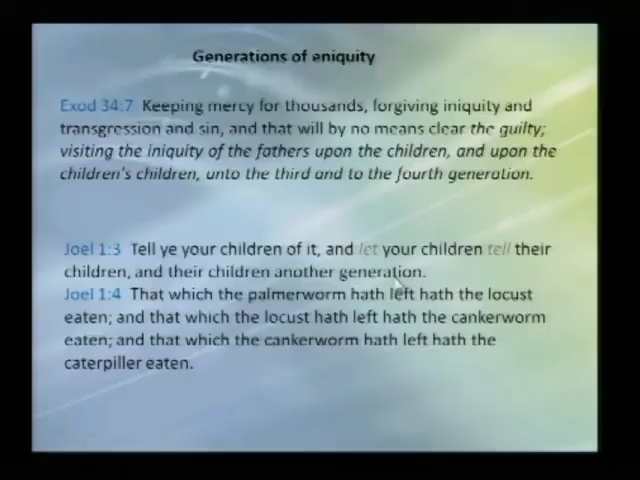 Generations of eniquity
Exod 34:7 Keeping mercy for thousands, forgiving iniquity and
transgression and sin, and that will by no means clear the guilty;
visiting the iniquity of the fathers upon the children, and upon the
children's children, unto the third and to the fourth generation.
Joel 1:3 Tell ye your children of it, and let your children tell their
children, and their children another generation.
Joel 1:4 That which the palmerworm hath left hath the locust
eaten; and that which the locust hath left hath the cankerworm
eaten; and that which the cankerworm hath left hath the
caterpiller eaten.